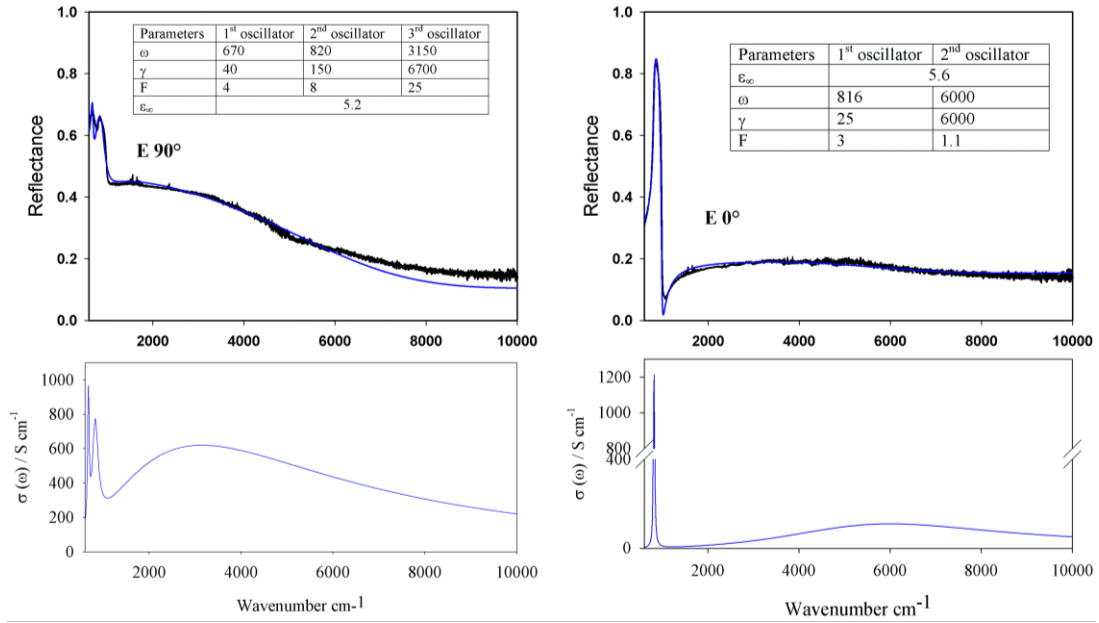 Parameters 1st oscillator 2nd oscillator 3rd oscillator
ω 670 820 3150
γ 40 150 6700
F 4 8 25
ε∞ 5.2
E 90°
Reflectance
1.0
0.8
0.6
0.4
0.2
0.0
2000 4000 6000 8000 10000
Parameters 1st oscillator 2nd oscillator
ε∞ 5.6
ω 816 6000
γ 25 6000
F 3 1.1
E 0°
Reflectance
1.0
0.8
0.6
0.4
0.2
0.0
2000 4000 6000 8000 10000
σ (ω) / S cm-1
1000
800
600
400
200
0
2000 4000 6000 8000 10000
Wavenumber cm-1
σ (ω) / S cm-1
1200
1000
800
400
0
2000 4000 6000 8000 10000
Wavenumber cm-1